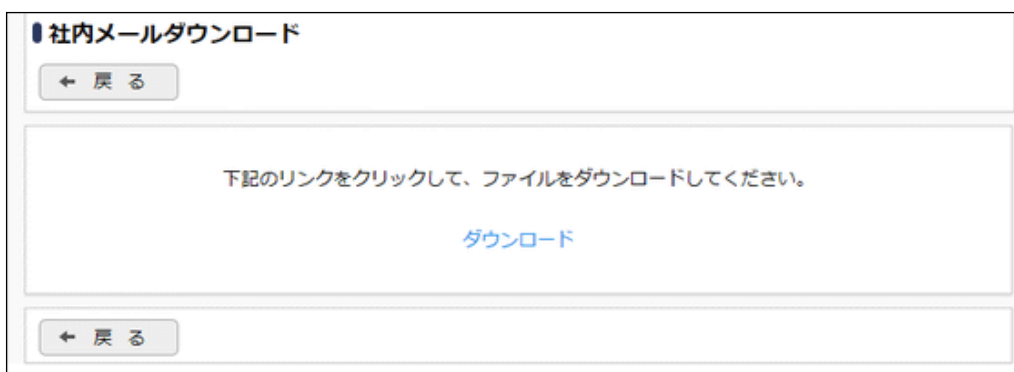 社内メールダウンロード
← 戻 る
下記のリンクをクリックして、ファイルをダウンロードしてください。
ダウンロード
← 戻 る